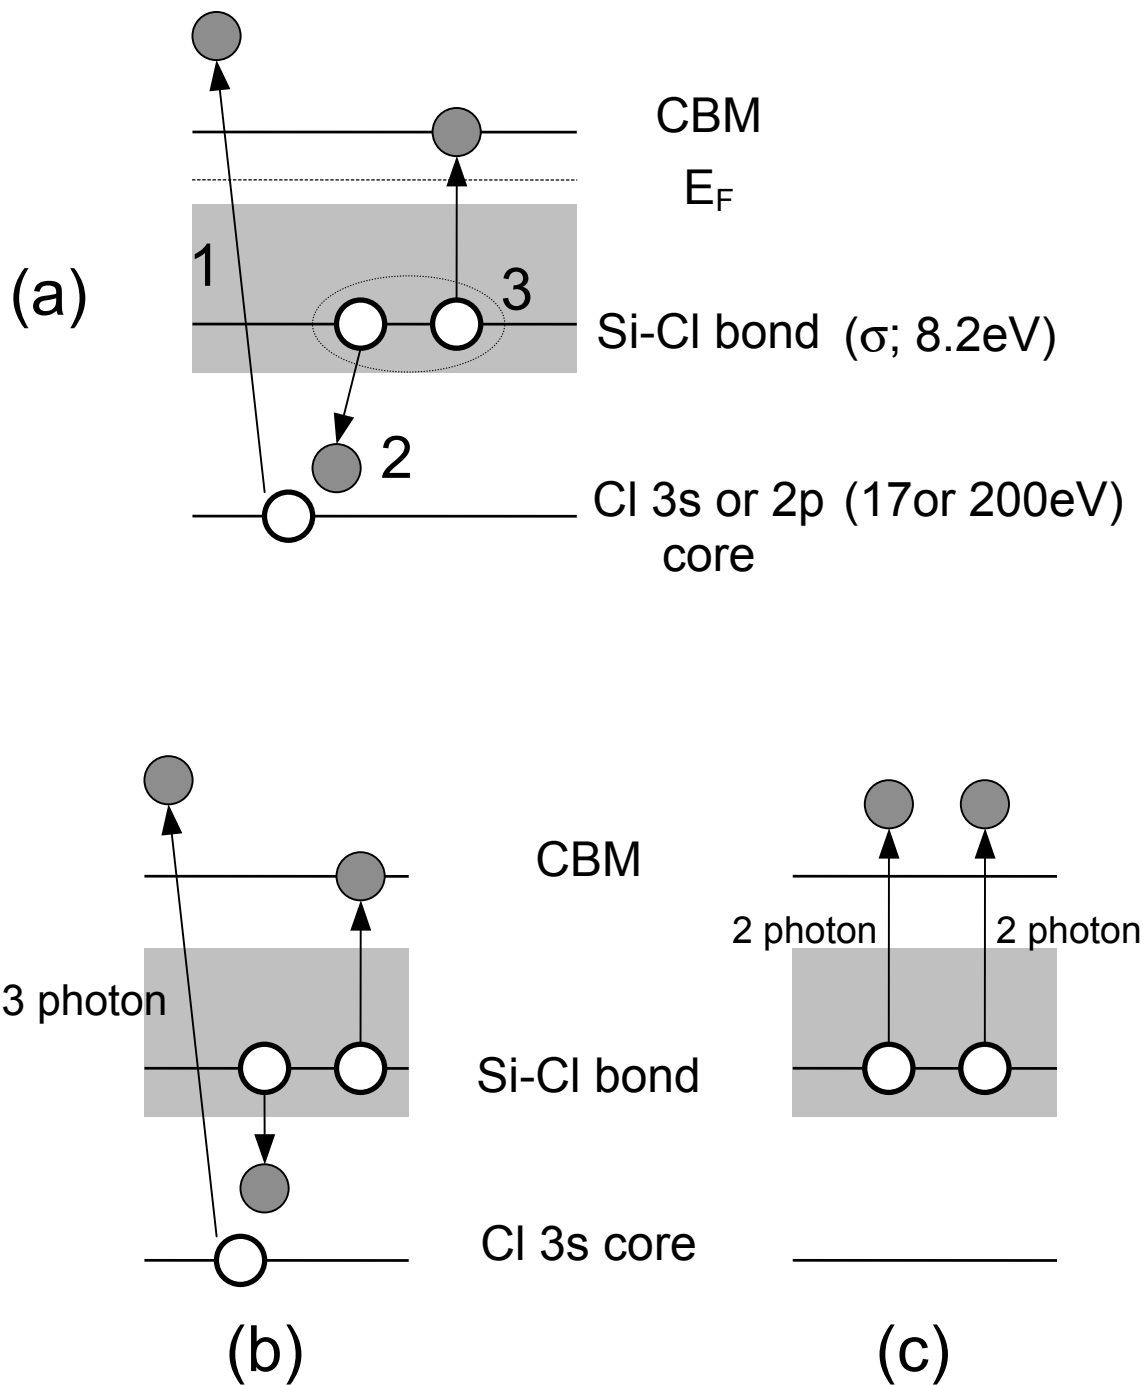 CBM
E_F
1
(a)
3
Si-Cl bond (σ; 8.2eV)
2
Cl 3s or 2p (17or 200eV)
core
CBM
2 photon
2 photon
3 photon
Si-Cl bond
Cl 3s core
(b)
(c)